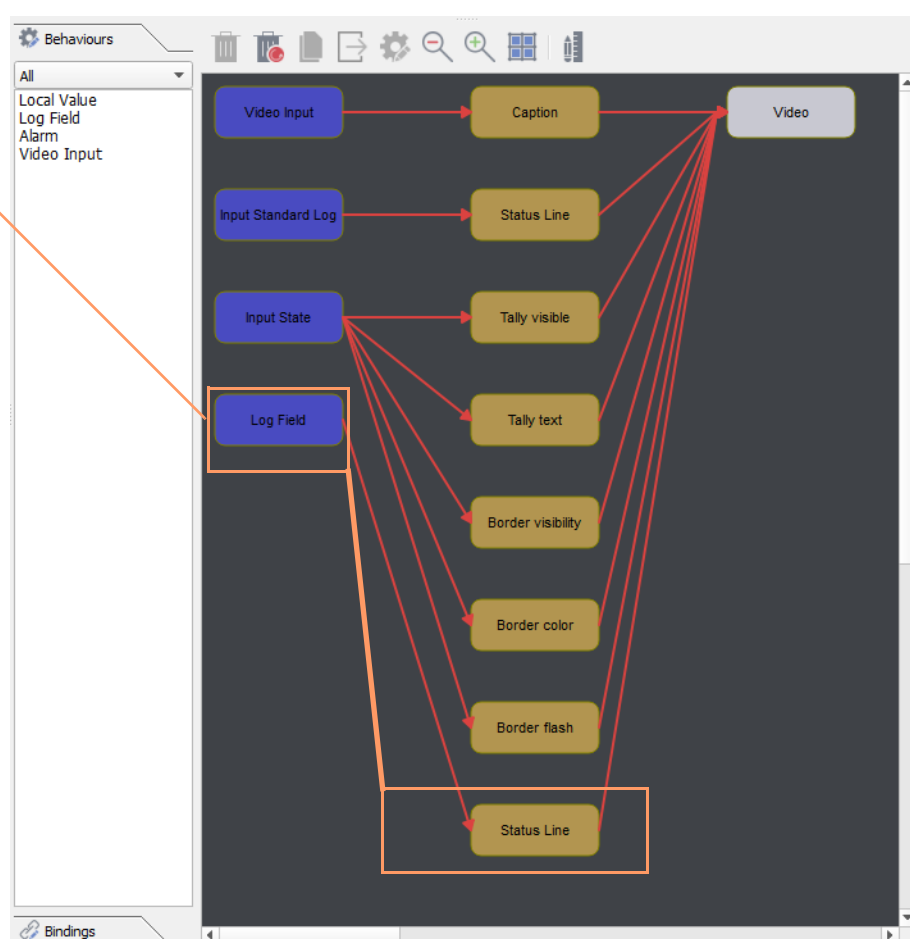 Behaviours
All
Local Value
Log Field
Alarm
Video Input
Video Input
Caption
Video
Input Standard Log
Status Line
Input State
Tally visible
Log Field
Tally text
Border visibility
Border color
Border flash
Status Line
Bindings